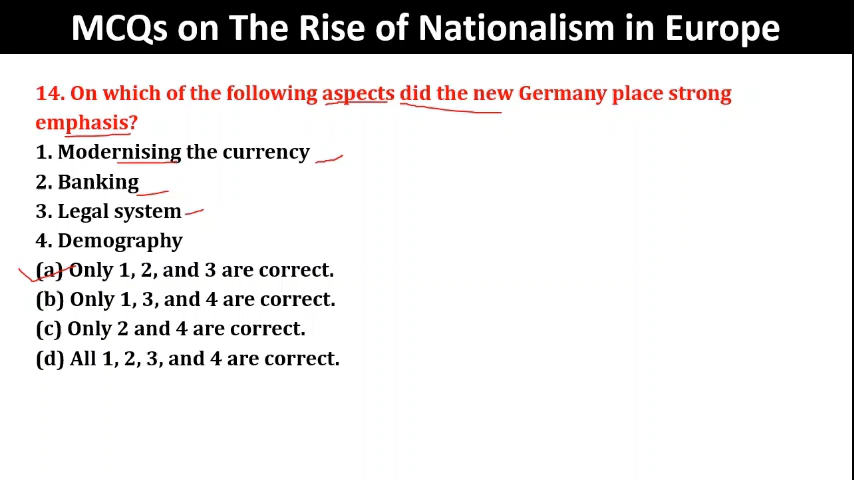 MCQs on The Rise of Nationalism in Europe
14. On which of the following aspects did the new Germany place strong
emphasis?
1. Modernising the currency
2. Banking
3. Legal system
4. Demography
(a) Only 1, 2, and 3 are correct.
(b) Only 1, 3, and 4 are correct.
(c) Only 2 and 4 are correct.
(d) All 1, 2, 3, and 4 are correct.